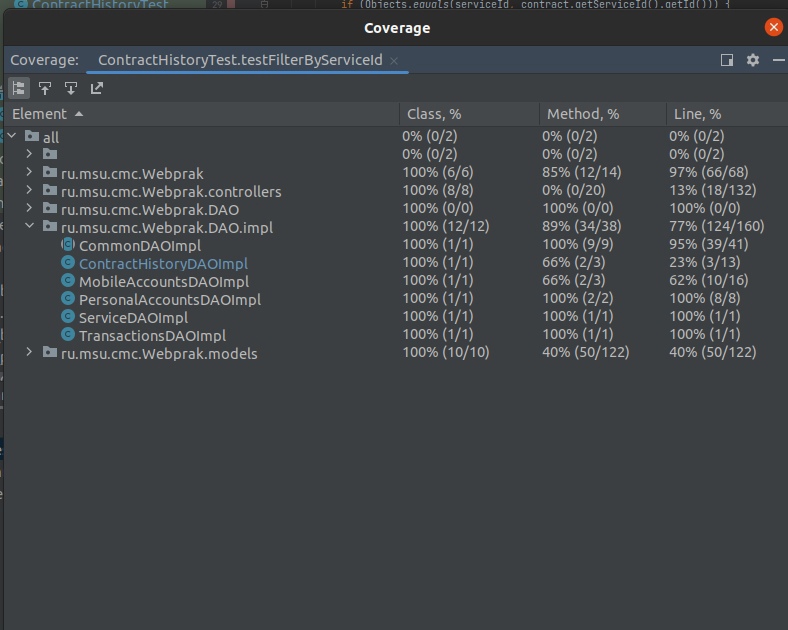 ContractHistoryTest 29 if (Objects.equals(serviceId, contract.getServiceId().getId())) {
Coverage
Coverage: ContractHistoryTest.testFilterByServiceId
Element Class, % Method, % Line, %
all 0% (0/2) 0% (0/2) 0% (0/2)
0% (0/2) 0% (0/2) 0% (0/2)
ru.msu.cmc.Webprak 100% (6/6) 85% (12/14) 97% (66/68)
ru.msu.cmc.Webprak.controllers 100% (8/8) 0% (0/20) 13% (18/132)
ru.msu.cmc.Webprak.DAO 100% (0/0) 100% (0/0) 100% (0/0)
ru.msu.cmc.Webprak.DAO.impl 100% (12/12) 89% (34/38) 77% (124/160)
CommonDAOImpl 100% (1/1) 100% (9/9) 95% (39/41)
ContractHistoryDAOImpl 100% (1/1) 66% (2/3) 23% (3/13)
MobileAccountsDAOImpl 100% (1/1) 66% (2/3) 62% (10/16)
PersonalAccountsDAOImpl 100% (1/1) 100% (2/2) 100% (8/8)
ServiceDAOImpl 100% (1/1) 100% (1/1) 100% (1/1)
TransactionsDAOImpl 100% (1/1) 100% (1/1) 100% (1/1)
ru.msu.cmc.Webprak.models 100% (10/10) 40% (50/122) 40% (50/122)